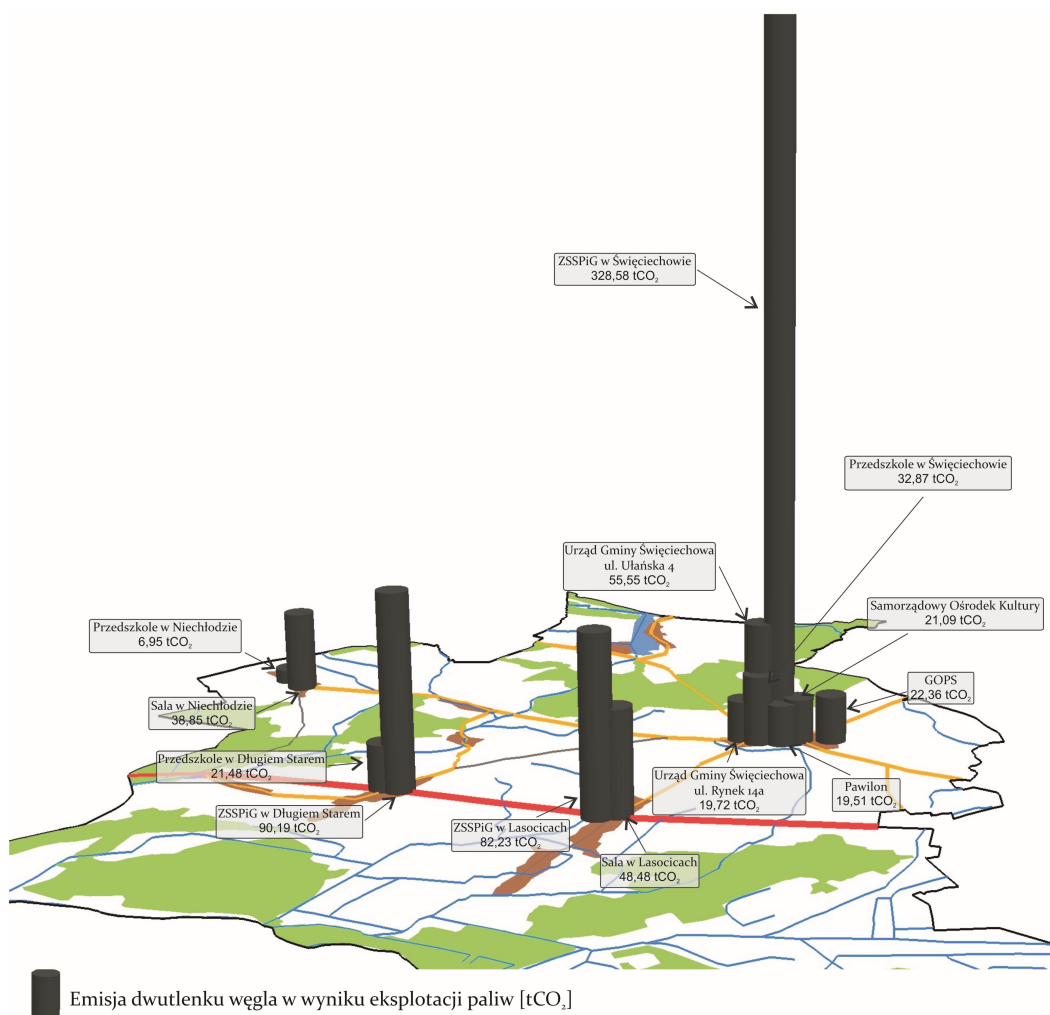 ZSSPiG w Święciechowie
328,58 tCO₂
Przedszkole w Święciechowie
32,87 tCO₂
Urząd Gminy Święciechowa
ul. Ułańska 4
55,55 tCO₂
Samorządowy Ośrodek Kultury
21,09 tCO₂
Przedszkole w Niechłodzie
6,95 tCO₂
GOPS
22,36 tCO₂
Sala w Niechłodzie
38,85 tCO₂
Przedszkole w Długiem Starem
21,48 tCO₂
Urząd Gminy Święciechowa
ul. Rynek 14a
19,72 tCO₂
Pawilon
19,51 tCO₂
ZSSPiG w Długiem Starem
90,19 tCO₂
ZSSPiG w Lasocicach
82,23 tCO₂
Sala w Lasocicach
48,48 tCO₂
Emisja dwutlenku węgla w wyniku eksplotacji paliw [tCO₂]